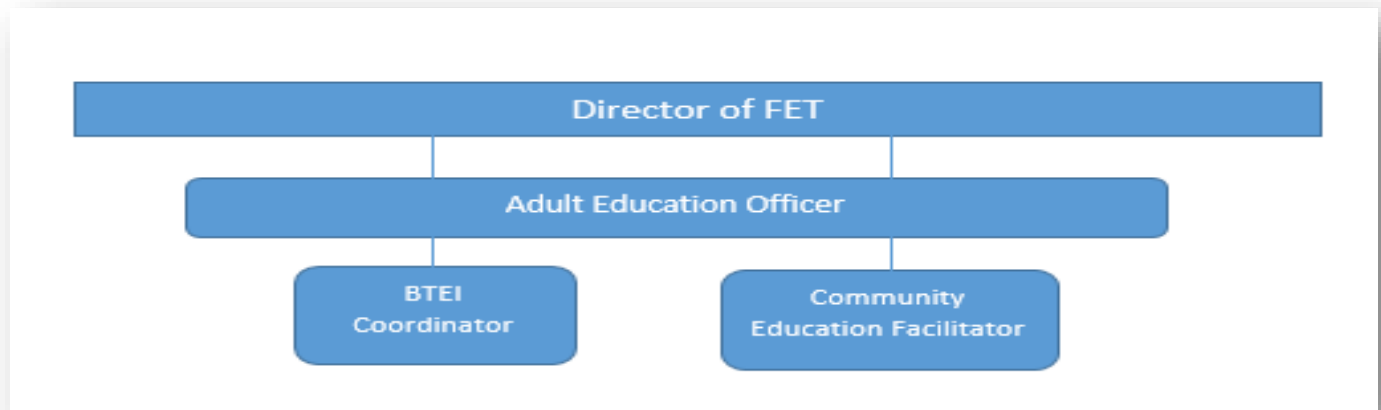 Director of FET
Adult Education Officer
BTEI
Coordinator
Community
Education Facilitator